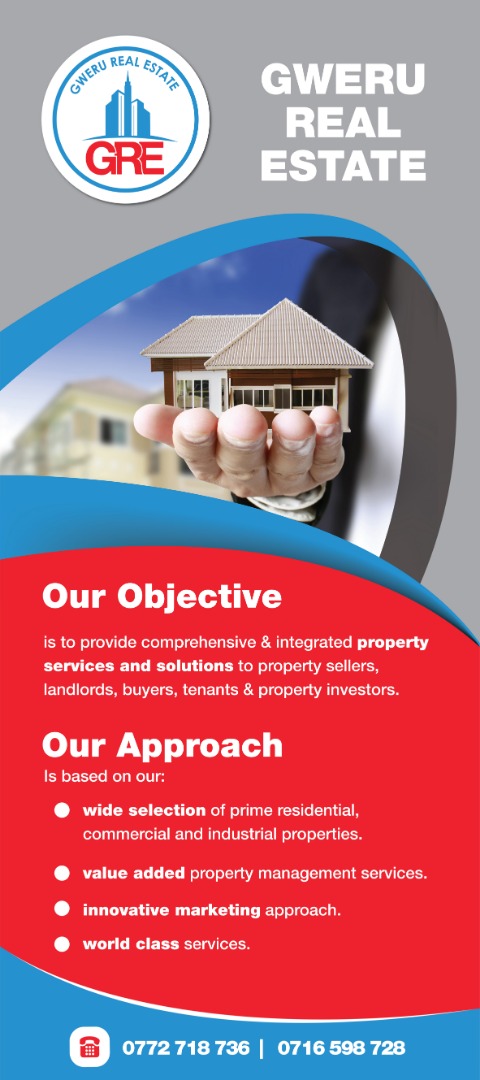 GWERU REAL ESTATE
GRE
GWERU
REAL
ESTATE
Our Objective
is to provide comprehensive & integrated property
services and solutions to property sellers,
landlords, buyers, tenants & property investors.
Our Approach
Is based on our:
wide selection of prime residential,
commercial and industrial properties.
value added property management services.
innovative marketing approach.
world class services.
0772 718 736 | 0716 598 728